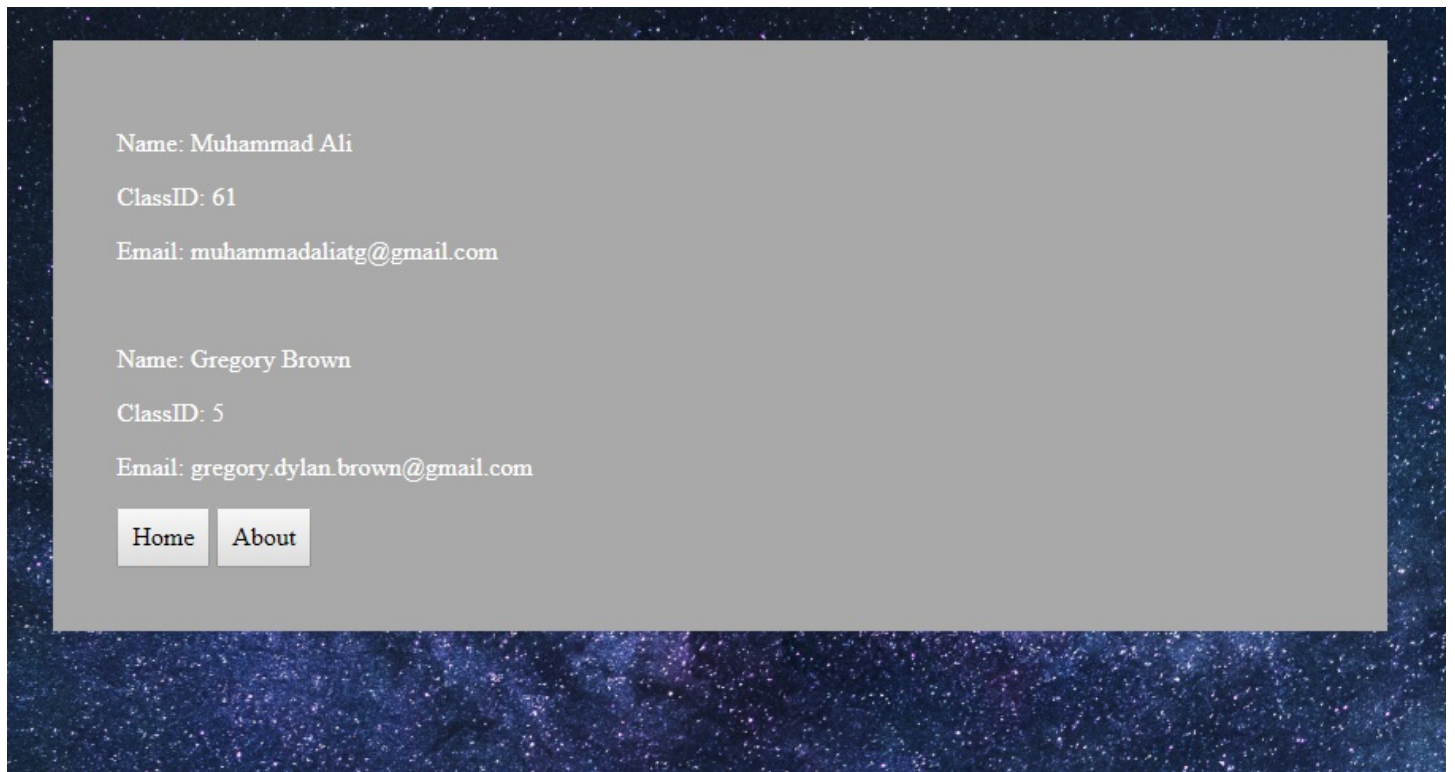 Name: Muhammad Ali
ClassID: 61
Email: muhammadaliatg@gmail.com
Name: Gregory Brown
ClassID: 5
Email: gregory.dylan.brown@gmail.com
Home About